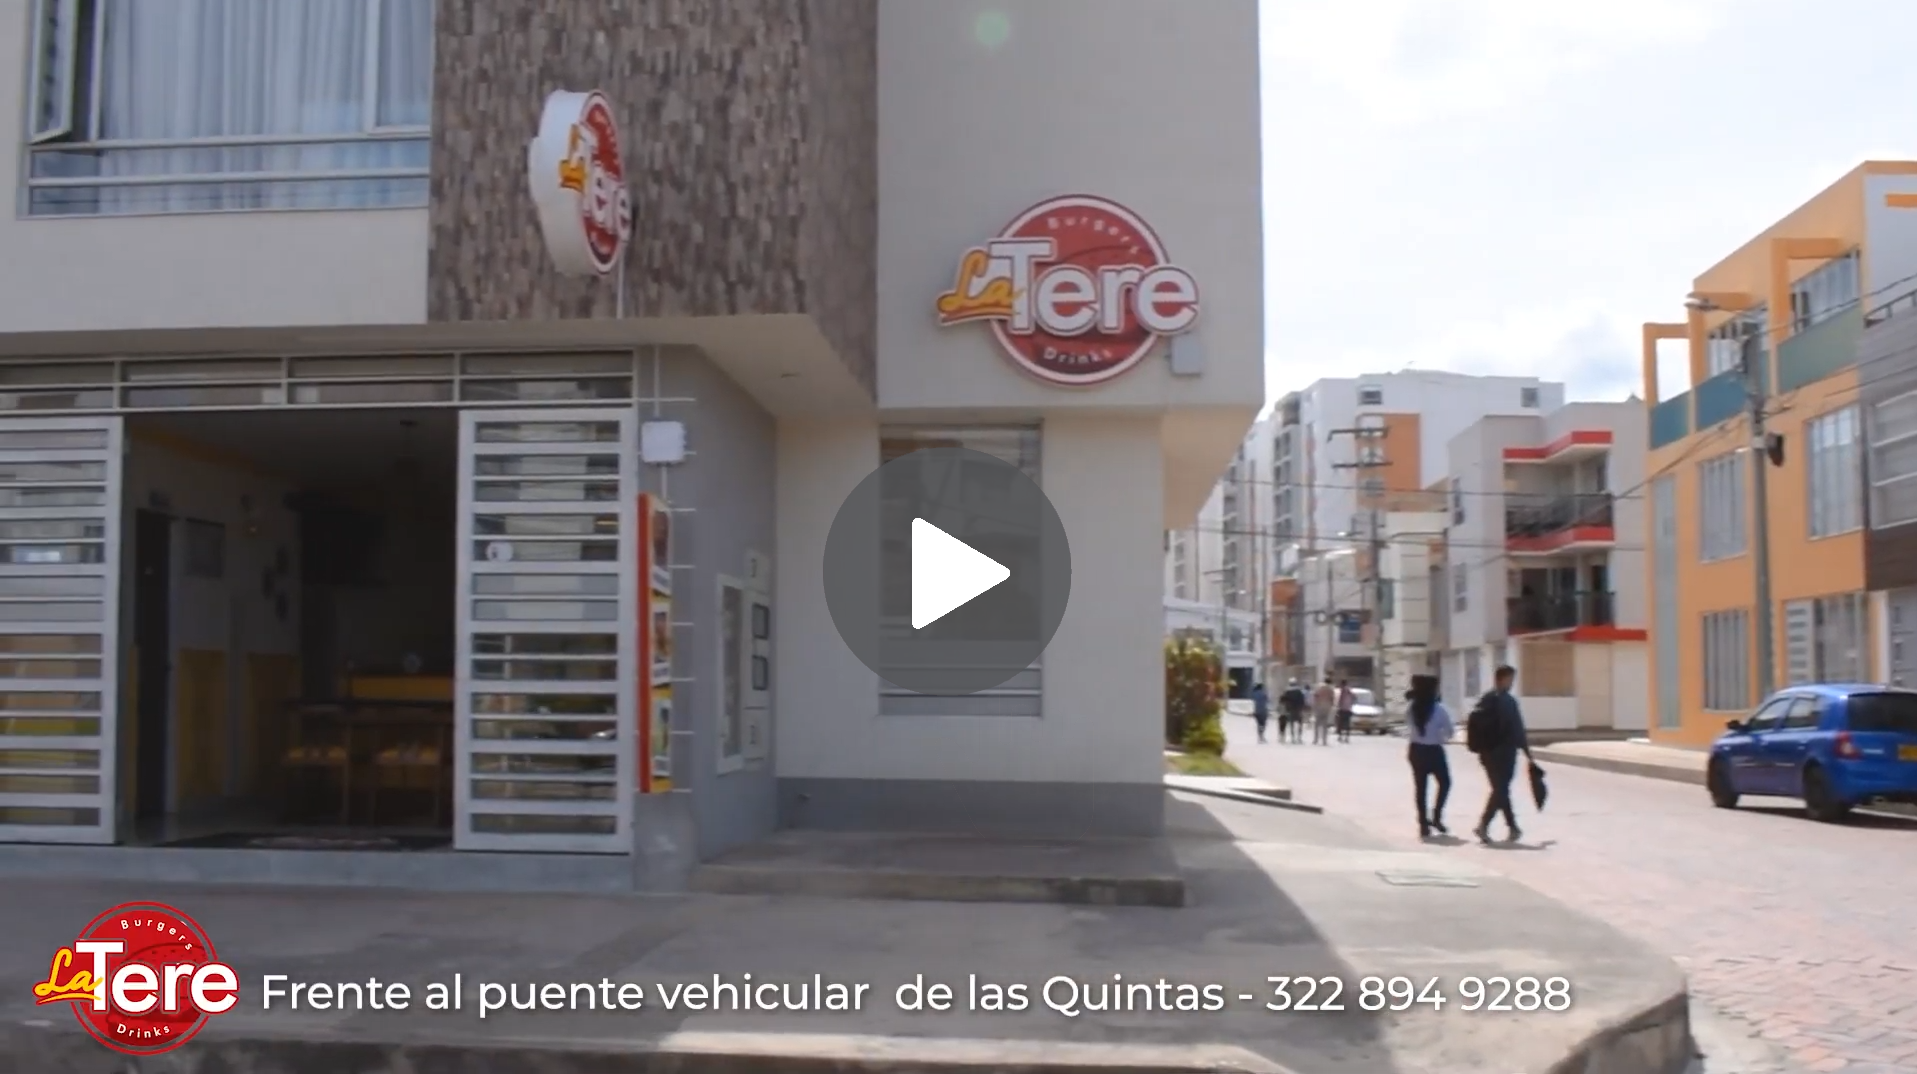 La
Tere
Burgers
La Tere
Drinks
Burgers
La Tere
Drinks
Frente al puente vehicular de las Quintas - 322 894 9288